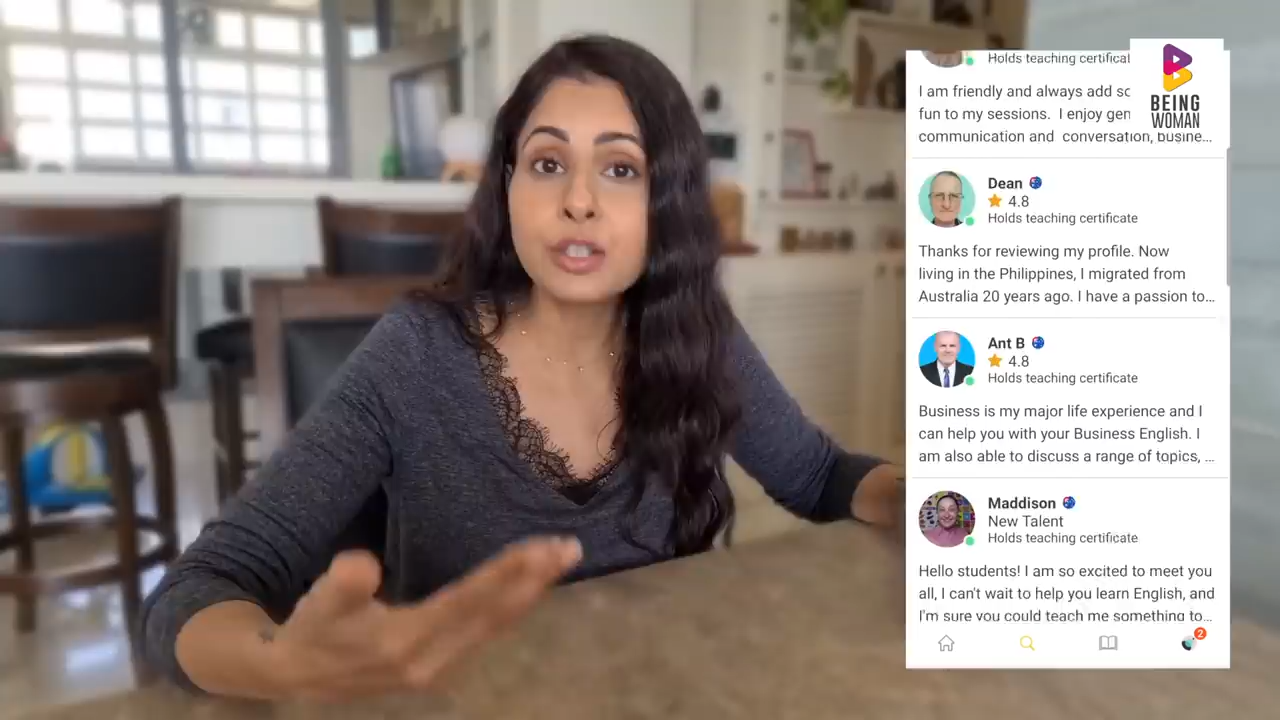 Holds teaching
I am friendly and always add
fun to my sessions. I enjoy
communication and conversation,
BEING
WOMAN
Dean
4.8
Holds teaching certificate
Thanks for reviewing my profile. Now
living in the Philippines, I migrated from
Australia 20 years ago. I have a passion to...
Ant B
4.8
Holds teaching certificate
Business is my major life experience and I
can help you with your Business English. I
am also able to discuss a range of topics, ...
Maddison
New Talent
Holds teaching certificate
Hello students! I am so excited to meet you
all, I can't wait to help you learn English, and
I'm sure you could teach me something to...
2